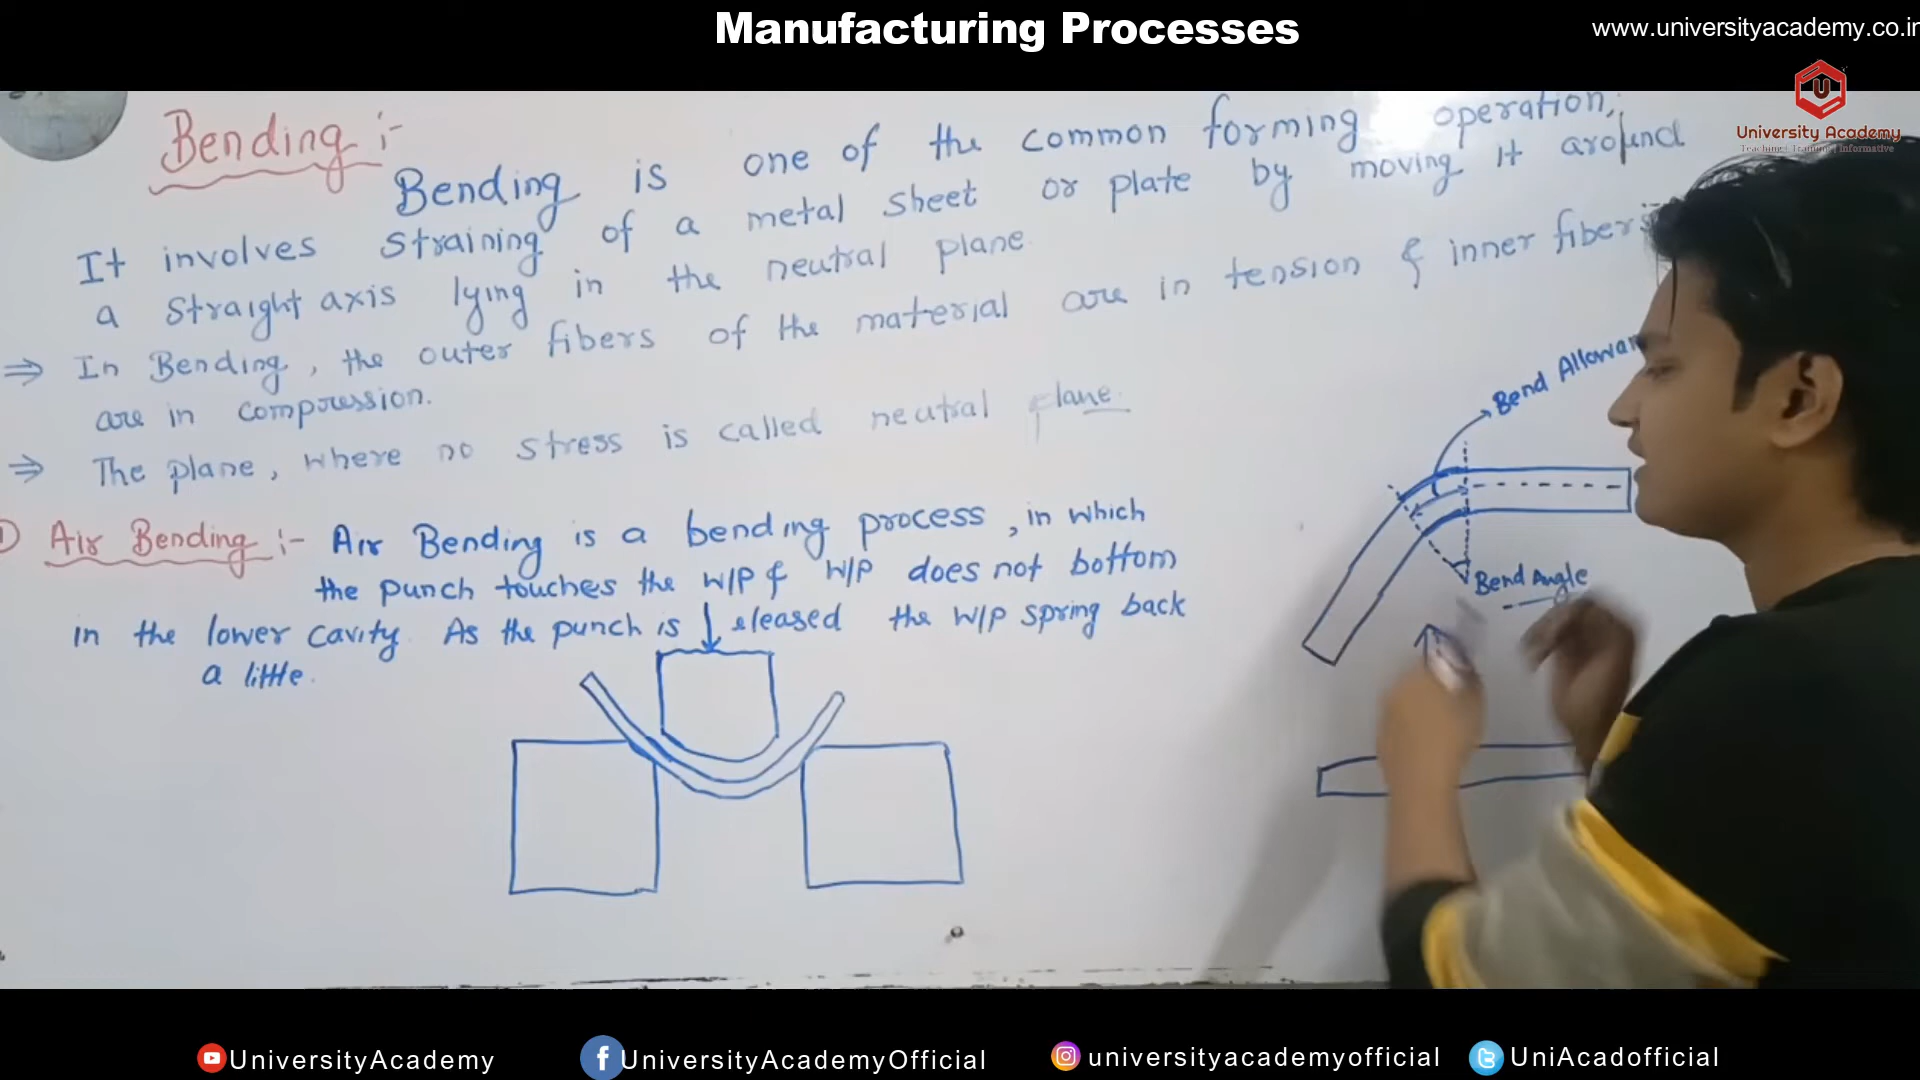 Manufacturing Processes
www.universityacademy.co.in
University Academy
Teaching | Training | Informative
Bending :-
Bending is one of the common forming operation,
It involves straining of a metal sheet or plate by moving it around
a straight axis lying in the neutral plane
⇒ In Bending, the outer fibers of the material are in tension & inner fibers
are in compression.
⇒ The plane, where no stress is called neutral plane.
Bend
Bend Angle
Air Bending :- Air Bending is a bending process, in which
the punch touches the W/P & W/P does not bottom
in the lower cavity. As the punch is eleased the W/P spring back
a little.
UniversityAcademy
UniversityAcademyOfficial
universityacademyofficial
UniAcadofficial